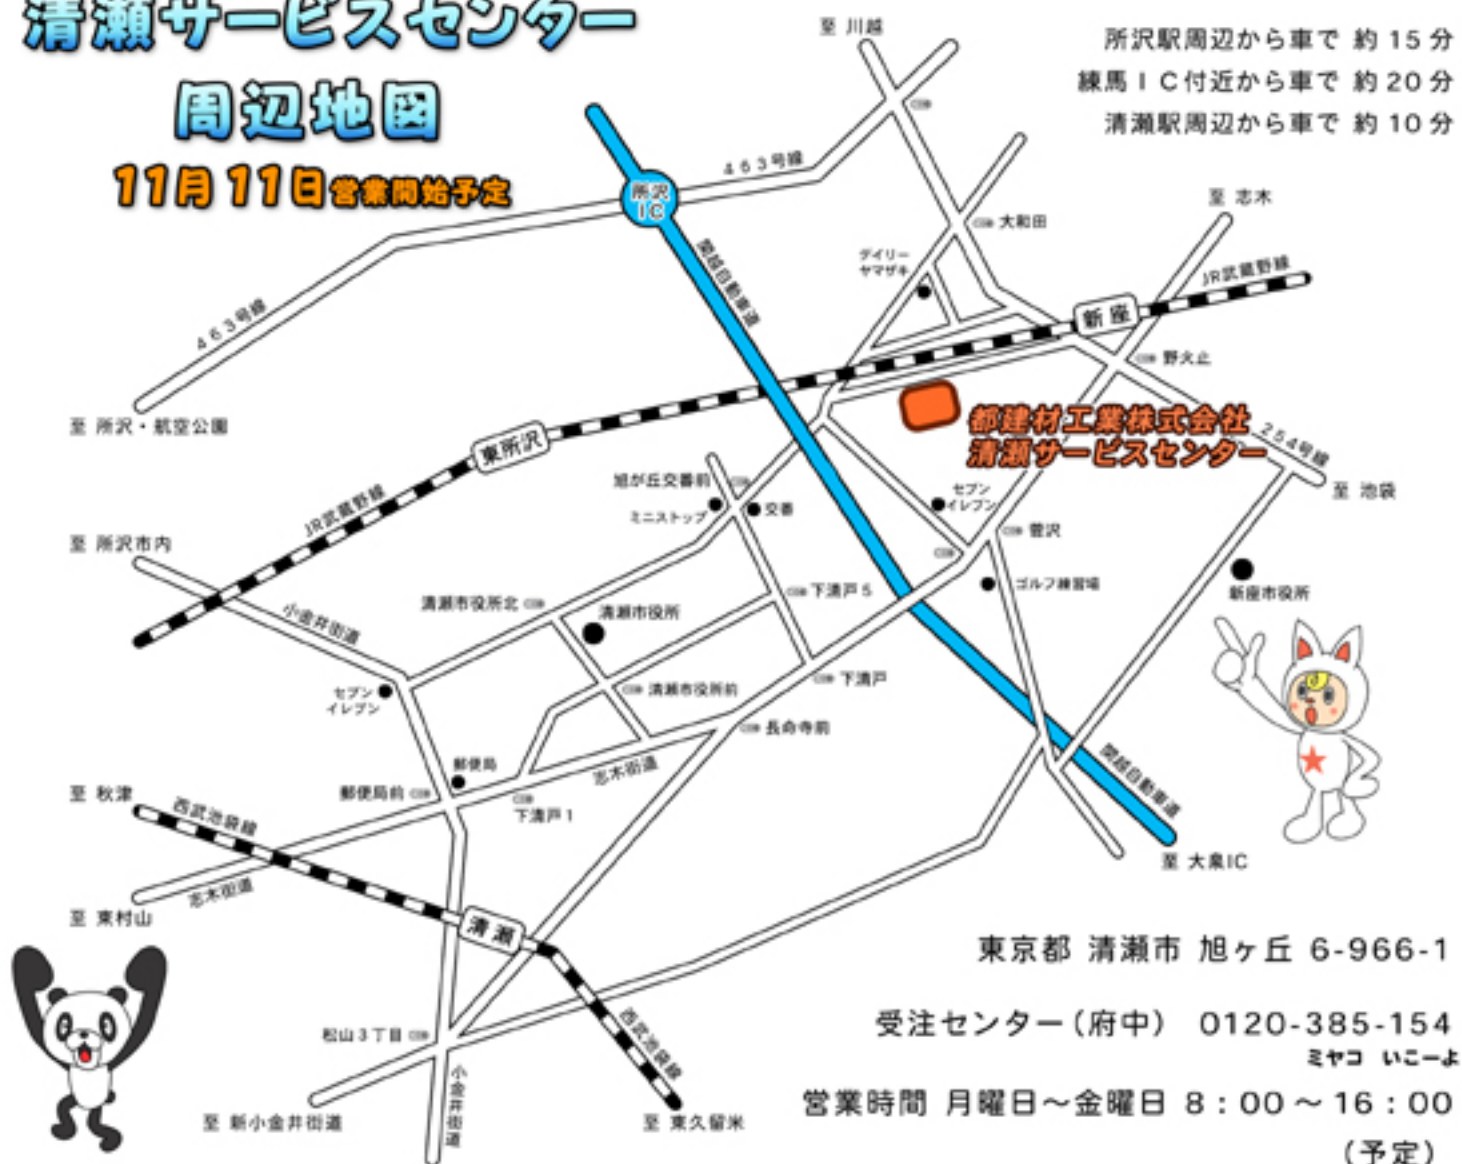 清瀬サービスセンター
周辺地図
11月11日営業開始予定
所沢駅周辺から車で 約15分
練馬IC付近から車で 約20分
清瀬駅周辺から車で 約10分
至 川越
463号線
所沢
IC
関越自動車道
大和田
デイリー
ヤマザキ
至 志木
JR武蔵野線
新座
野火止
463号線
至 所沢・航空公園
都建材工業株式会社
清瀬サービスセンター
254号線
至 池袋
東所沢
JR武蔵野線
旭が丘交番前
ミニストップ
交番
セブン
イレブン
菅沢
ゴルフ練習場
新座市役所
至 所沢市内
小金井街道
清瀬市役所北
清瀬市役所
下清戸5
セブン
イレブン
清瀬市役所前
下清戸
長命寺前
志木街道
郵便局
郵便局前
下清戸1
関越自動車道
至 大泉IC
至 秋津
西武池袋線
志木街道
至 東村山
清瀬
松山3丁目
西武池袋線
小金井街道
至 新小金井街道
至 東久留米
東京都 清瀬市 旭ヶ丘 6-966-1
受注センター(府中) 0120-385-154
ミヤコ いこーよ
営業時間 月曜日～金曜日 8:00～16:00
(予定)